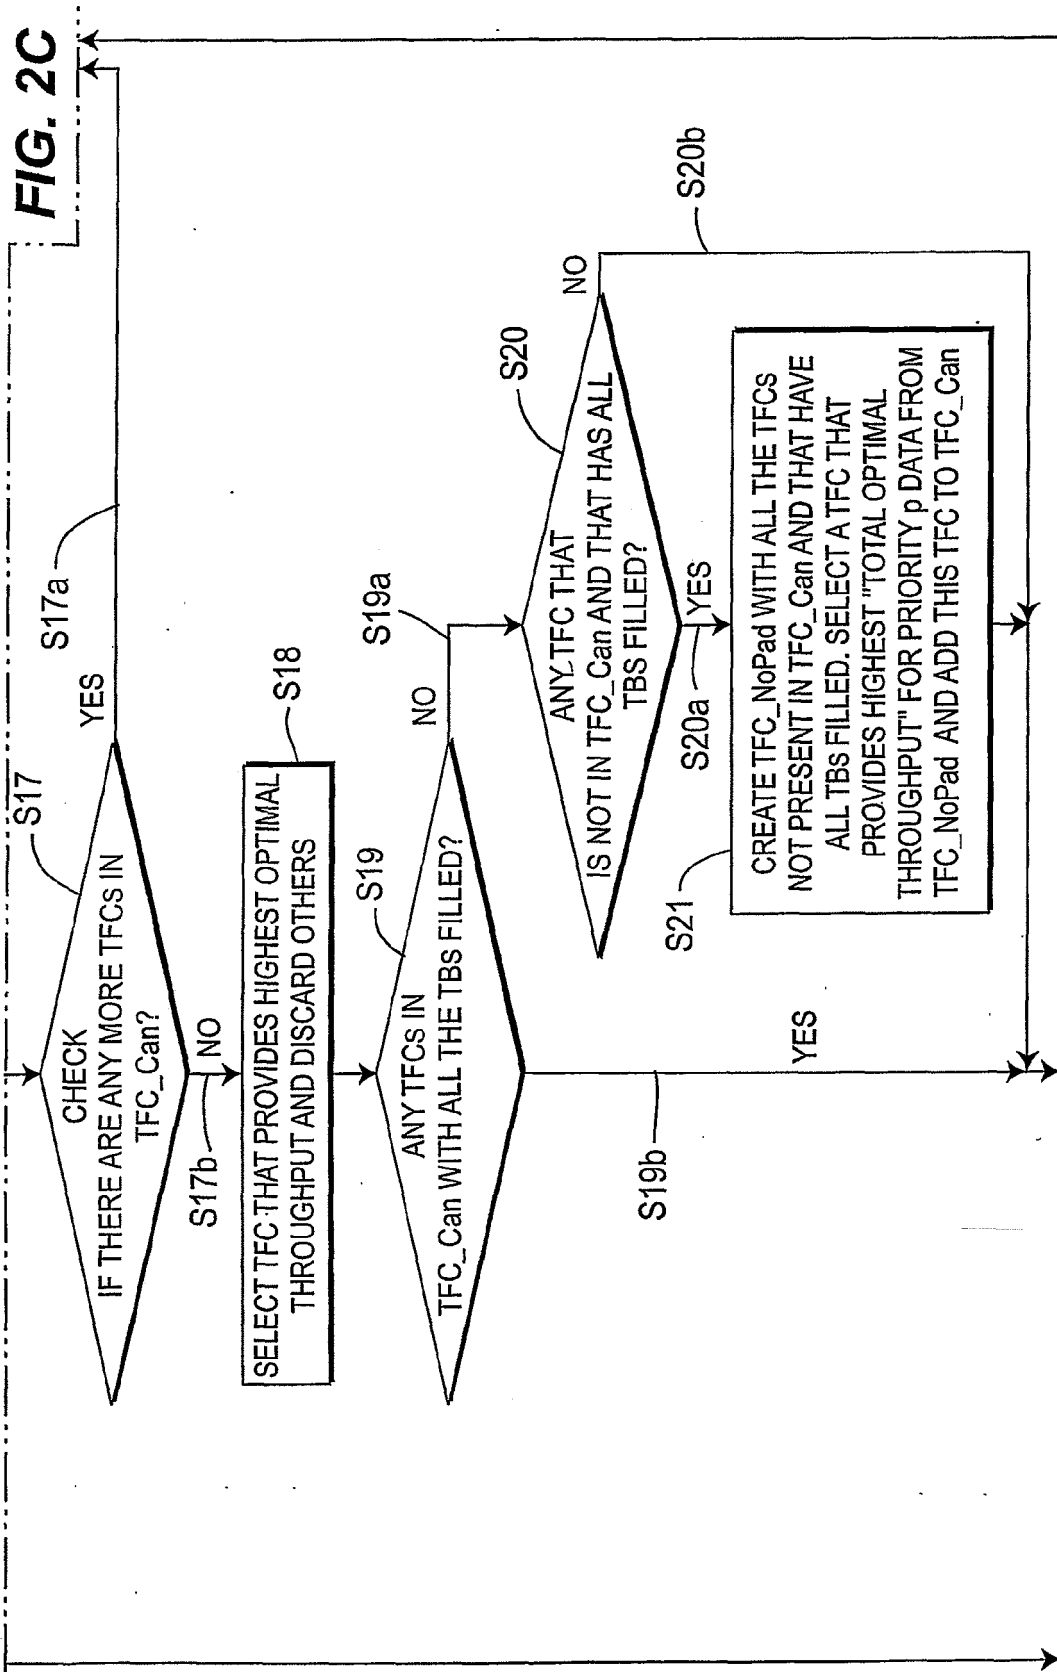 FIG. 2C
S17
CHECK
IF THERE ARE ANY MORE TFCs IN
TFC_Can?
YES
S17a
NO
S17b
S18
SELECT TFC THAT PROVIDES HIGHEST OPTIMAL
THROUGHPUT AND DISCARD OTHERS
S19
ANY TFCs IN
TFC_Can WITH ALL THE TBs FILLED?
NO
S19a
YES
S19b
S20
ANY TFC THAT
IS NOT IN TFC_Can AND THAT HAS ALL
TBS FILLED?
NO
S20b
YES
S20a
S21
CREATE TFC_NoPad WITH ALL THE TFCs
NOT PRESENT IN TFC_Can AND THAT HAVE
ALL TBs FILLED. SELECT A TFC THAT
PROVIDES HIGHEST "TOTAL OPTIMAL
THROUGHPUT" FOR PRIORITY p DATA FROM
TFC_NoPad AND ADD THIS TFC TO TFC_Can